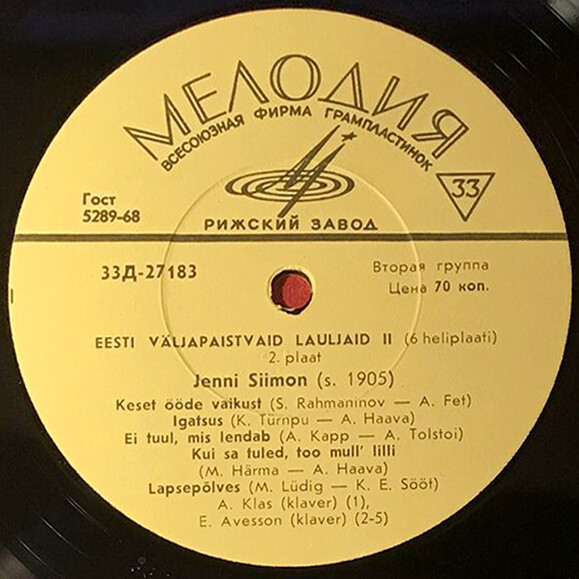 МЕЛОДИЯ
ВСЕСОЮЗНАЯ ФИРМА ГРАМПЛАСТИНОК
33
Гост
5289-68
РИЖСКИЙ ЗАВОД
33Д-27183
Вторая группа
Цена 70 коп.
EESTI VÄLJAPAISTVAID LAULJAID II (6 heliplaati)
2. plaat
Jenni Siimon (s. 1905)
Keset ööde vaikust (S. Rahmaninov — A. Fet)
Igatsus (K. Türnpu — A. Haava)
Ei tuul, mis lendab (A. Kapp — A. Tolstoi)
Kui sa tuled, too mull' lilli
(M. Härma — A. Haava)
Lapsepõlves (M. Lüdig — K. E. Sööt)
A. Klas (klaver) (1),
E. Avesson (klaver) (2-5)